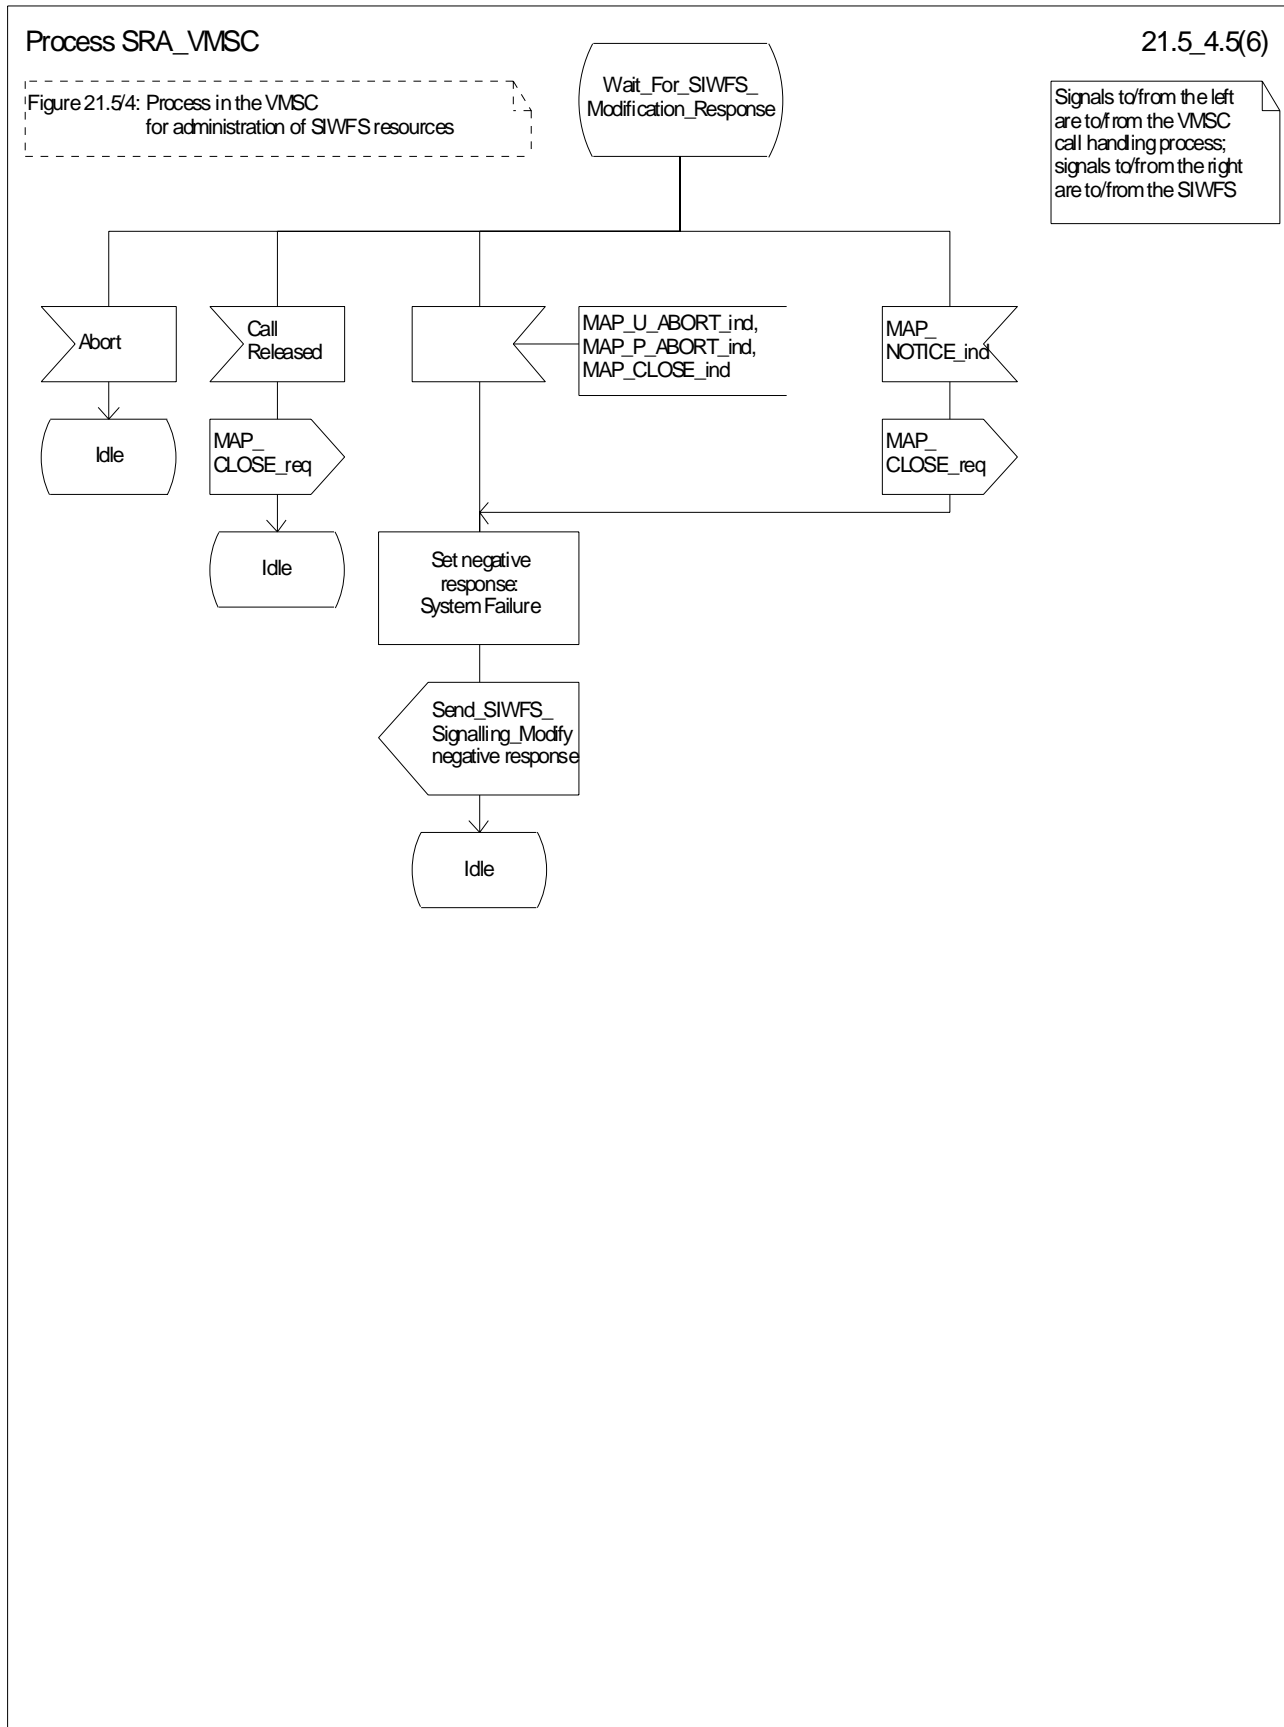 Process SRA_VMSC
21.5_4.5(6)
Figure 21.5/4: Process in the VMSC
for administration of SIWFS resources
Wait_For_SIWFS_
Modification_Response
Signals to/from the left
are to/from the VMSC
call handling process;
signals to/from the right
are to/from the SIWFS
Abort
Call
Released
MAP_U_ABORT_ind,
MAP_P_ABORT_ind,
MAP_CLOSE_ind
MAP_
NOTICE_ind
Idle
MAP_
CLOSE_req
MAP_
CLOSE_req
Idle
Set negative
response:
System Failure
Send_SIWFS_
Signalling_Modify
negative response
Idle